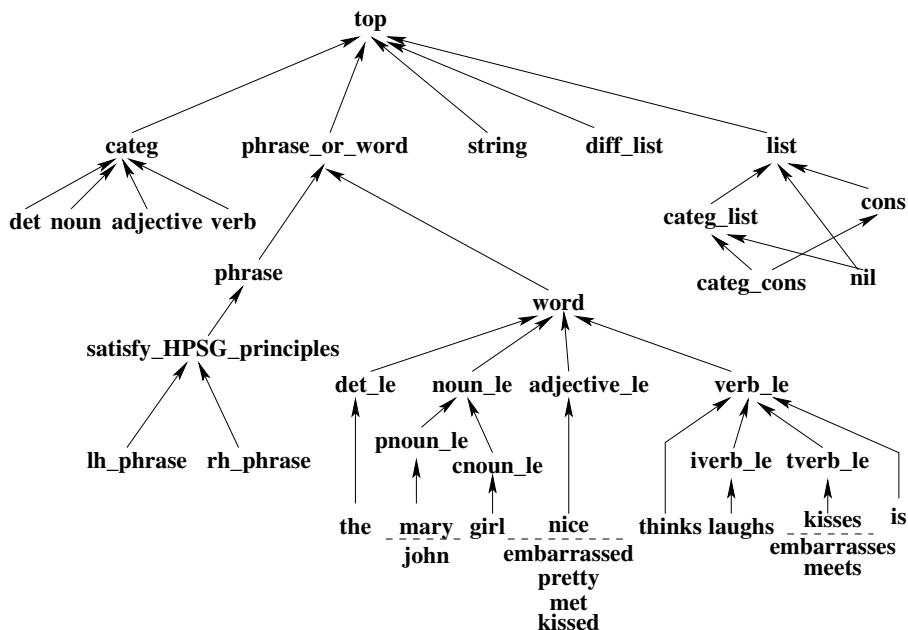 top
categ phrase_or_word string diff_list list
det noun adjective verb
categ_list cons
phrase categ_cons nil
word
satisfy_HPSG_principles
det_le noun_le adjective_le verb_le
pnoun_le
lh_phrase rh_phrase cnoun_le iverb_le tverb_le
the mary girl nice thinks laughs kisses is
john embarrassed embarrasses
pretty meets
met
kissed